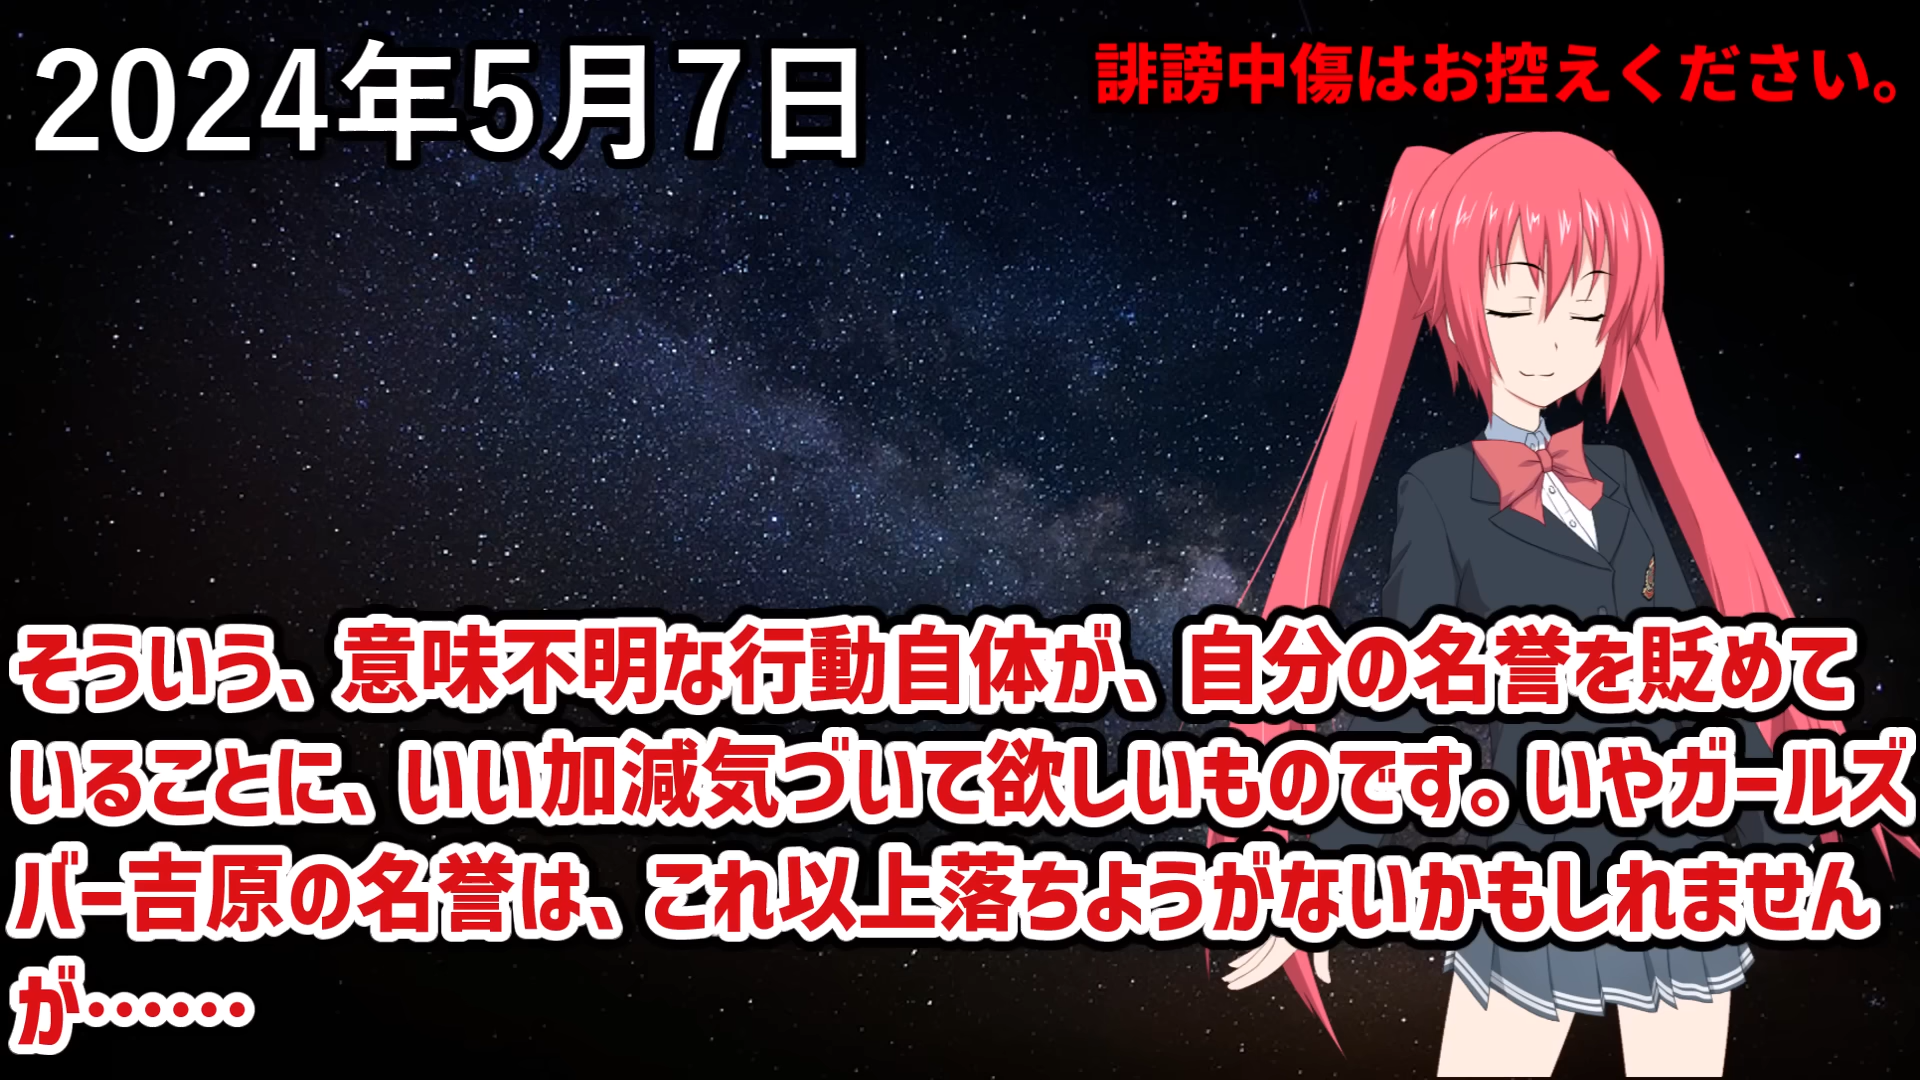 2024年5月7日
誹謗中傷はお控えください。
そういう、意味不明な行動自体が、自分の名誉を貶めて
いることに、いい加減気づいて欲しいものです。いやガールズ
バー吉原の名誉は、これ以上落ちようがないかもしれません
が……